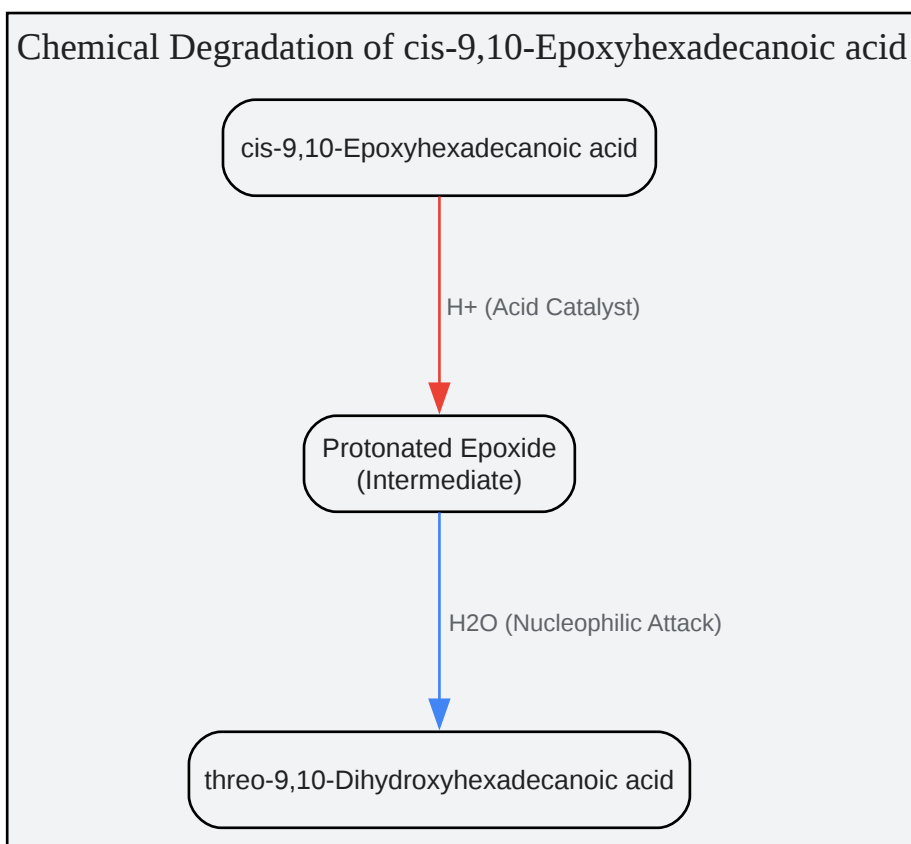 Chemical Degradation of cis-9,10-Epoxyhexadecanoic acid
cis-9,10-Epoxyhexadecanoic acid
H+ (Acid Catalyst)
Protonated Epoxide
(Intermediate)
H2O (Nucleophilic Attack)
threo-9,10-Dihydroxyhexadecanoic acid